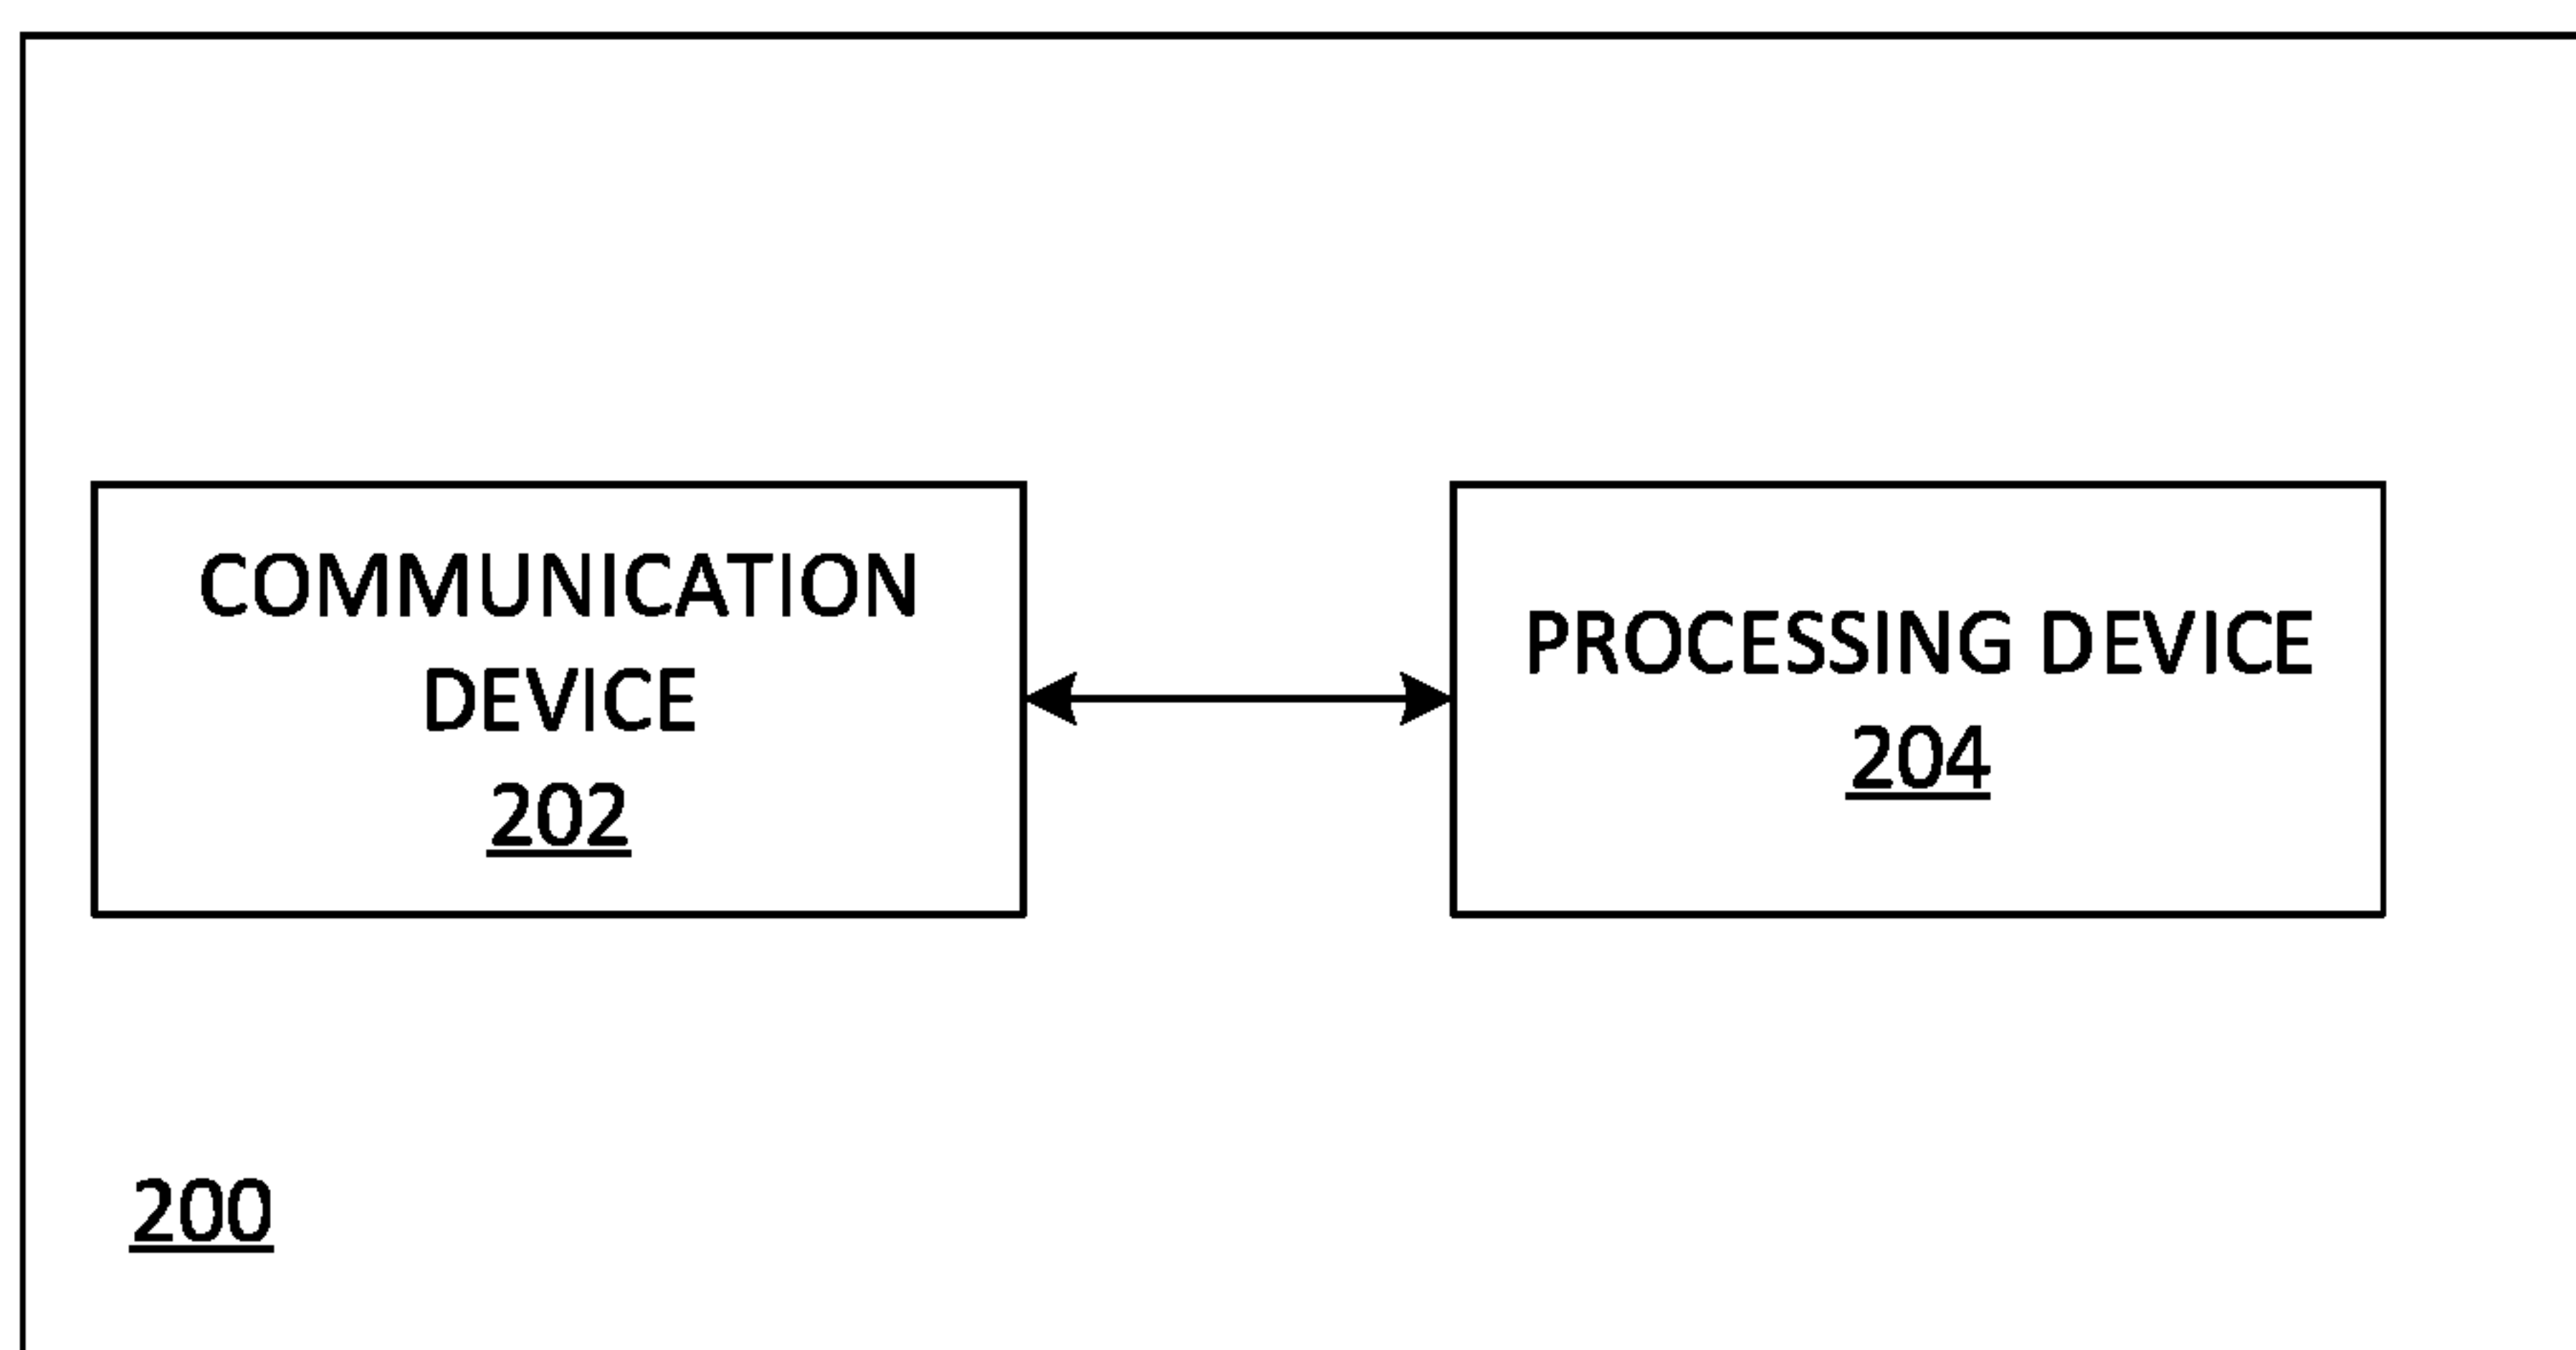 COMMUNICATION
DEVICE
202
PROCESSING DEVICE
204
200